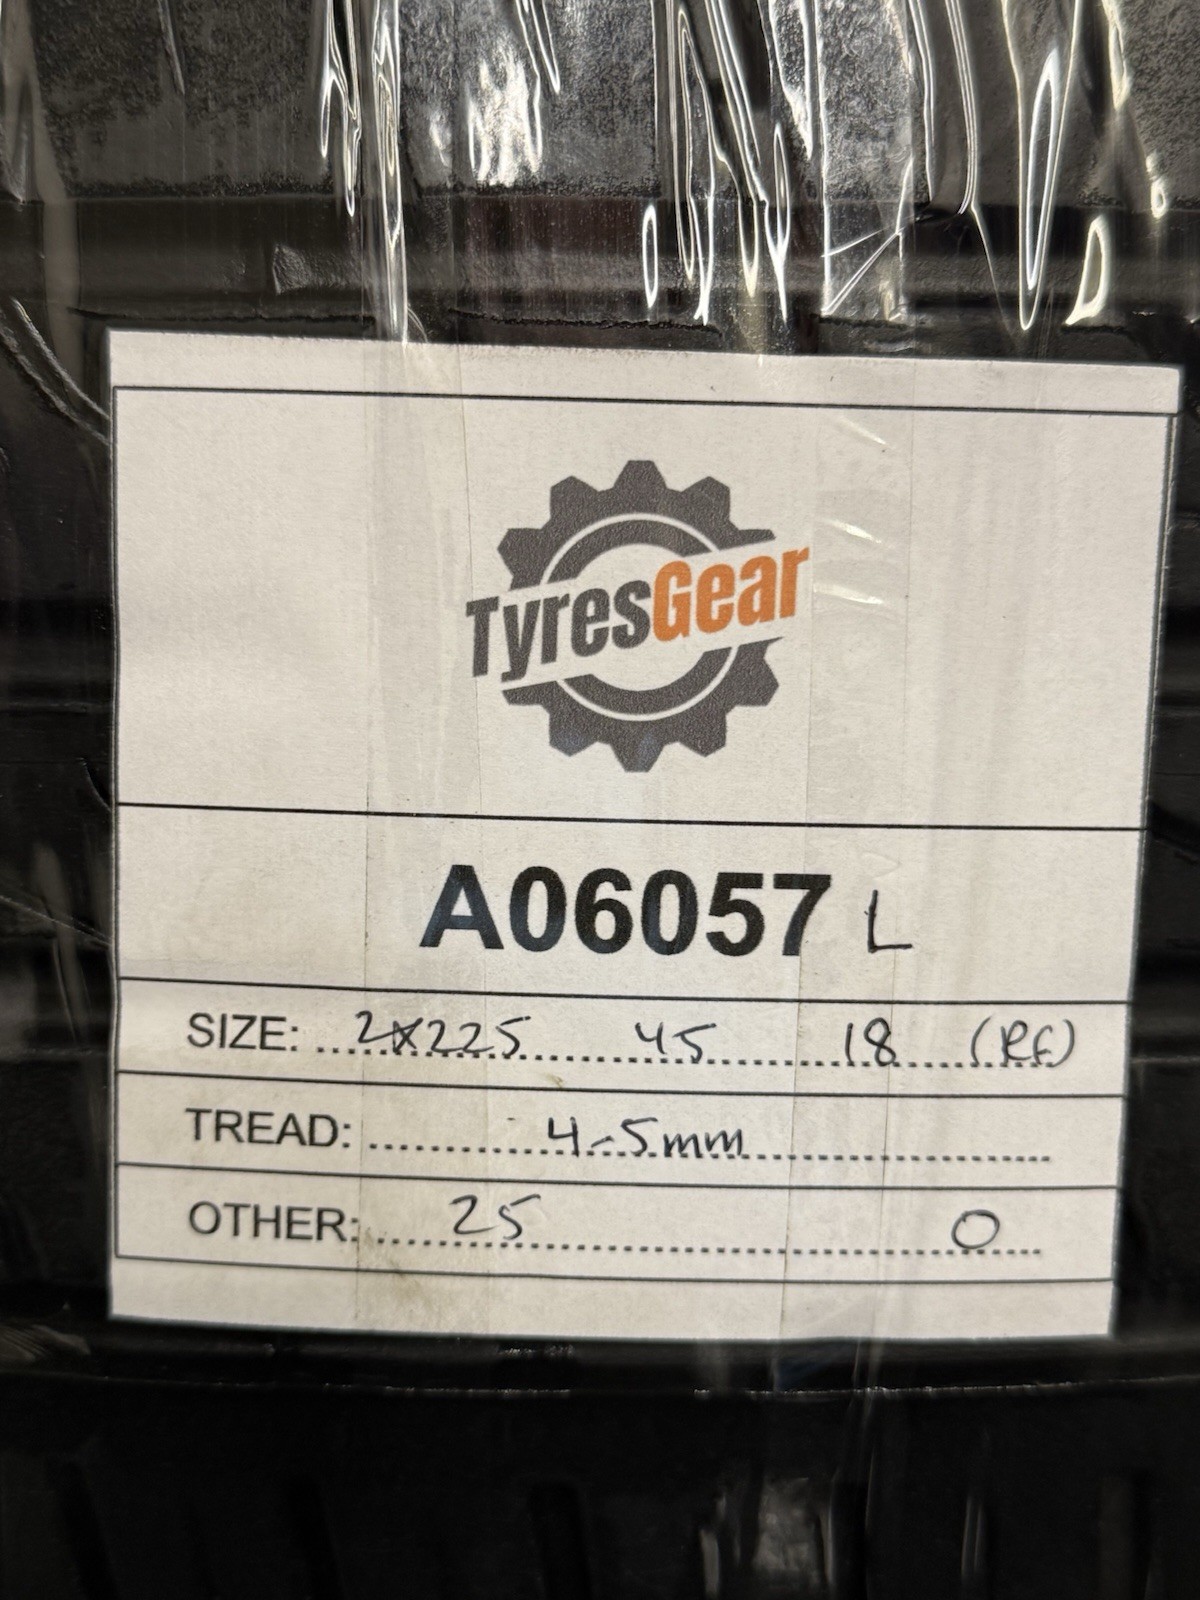 TyresGear
A06057 L
SIZE: 2x225 45 18 (RF)
TREAD: 4-5mm
OTHER: 25 0